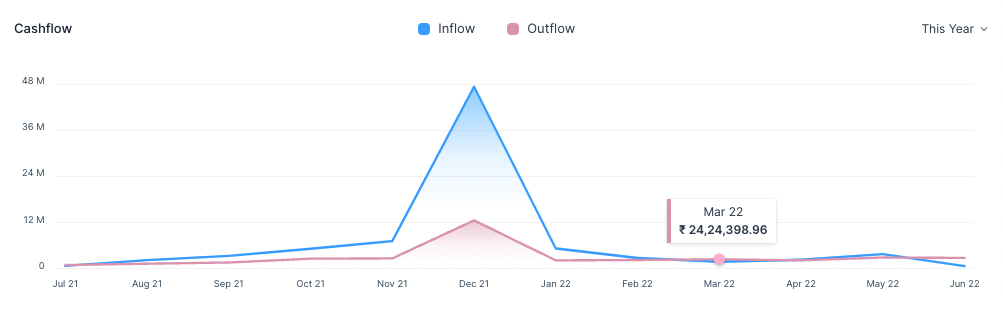 Cashflow
Inflow
Outflow
This Year
48 M
36 M
24 M
12 M
0
Mar 22
₹ 24,24,398.96
Jul 21 Aug 21 Sep 21 Oct 21 Nov 21 Dec 21 Jan 22 Feb 22 Mar 22 Apr 22 May 22 Jun 22